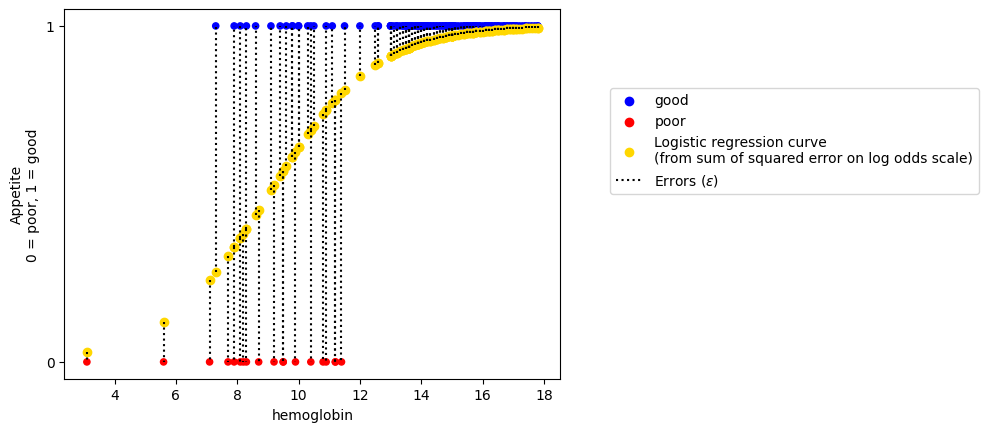 1
0
Appetite
0 = poor, 1 = good
4
6
8
10
12
14
16
18
hemoglobin
good
poor
Logistic regression curve
(from sum of squared error on log odds scale)
Errors (ε)